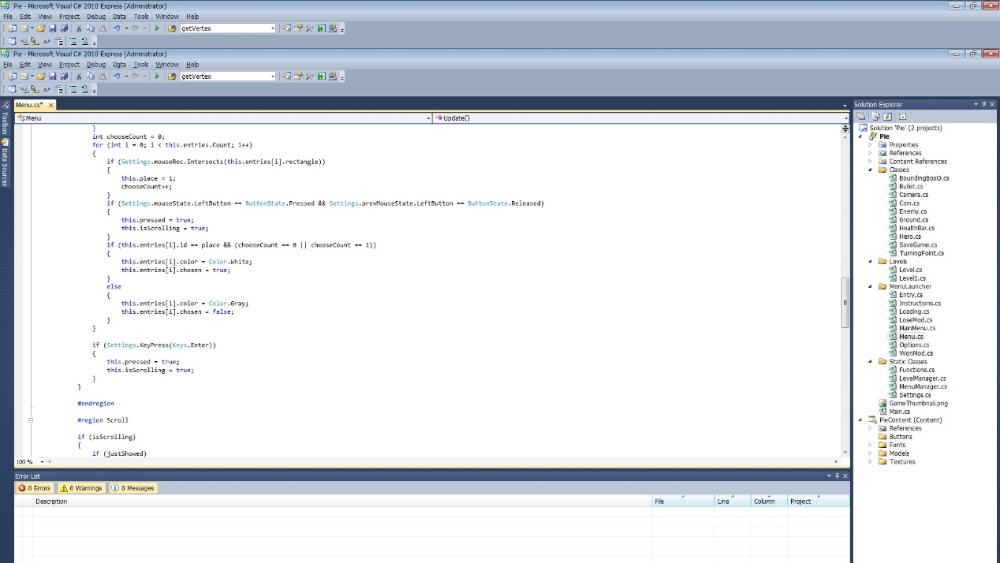 Pie - Microsoft Visual C# 2010 Express (Administrator)
File Edit View Project Debug Data Tools Window Help
getVertex
Pie - Microsoft Visual C# 2010 Express (Administrator)
File Edit View Project Debug Data Tools Window Help
getVertex
Toolbox
Data Sources
Menu.cs*
Menu
Update()
}
int chooseCount = 0;
for (int i = 0; i < this.entries.Count; i++)
{
if (Settings.mouseRec.Intersects(this.entries[i].rectangle))
{
this.place = i;
chooseCount++;
}
if (Settings.mouseState.LeftButton == ButtonState.Pressed && Settings.prevMouseState.LeftButton == ButtonState.Released)
{
this.pressed = true;
this.isScrolling = true;
}
if (this.entries[i].id == place && (chooseCount == 0 || chooseCount == 1))
{
this.entries[i].color = Color.White;
this.entries[i].chosen = true;
}
else
{
this.entries[i].color = Color.Gray;
this.entries[i].chosen = false;
}
}
if (Settings.KeyPress(Keys.Enter))
{
this.pressed = true;
this.isScrolling = true;
}
}
#endregion
#region Scroll
if (isScrolling)
{
if (justShowed)
100 %
Error List
0 Errors
0 Warnings
0 Messages
Description File Line Column Project
Solution Explorer
Solution 'Pie' (2 projects)
Pie
Properties
References
Content References
Classes
BoundingBoxO.cs
Bullet.cs
Camera.cs
Coin.cs
Enemy.cs
Ground.cs
HealthBar.cs
Hero.cs
SaveGame.cs
TurningPoint.cs
Levels
Level.cs
Level1.cs
MenuLauncher
Entry.cs
Instructions.cs
Loading.cs
LoseMod.cs
MainMenu.cs
Menu.cs
Options.cs
WonMod.cs
Static Classes
Functions.cs
LevelManager.cs
MenuManager.cs
Settings.cs
GameThumbnail.png
Main.cs
PieContent (Content)
References
Buttons
Fonts
Models
Textures